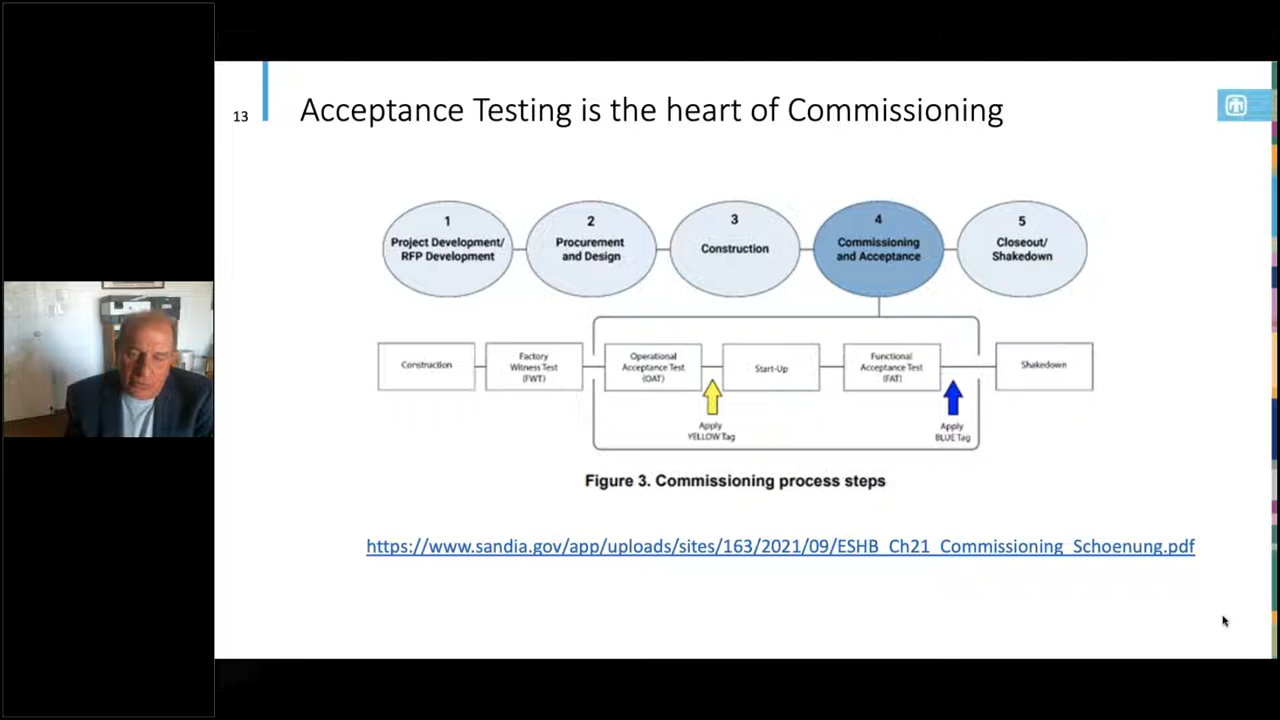 13
Acceptance Testing is the heart of Commissioning
1
Project Development/
RFP Development
2
Procurement
and Design
3
Construction
4
Commissioning
and Acceptance
5
Closeout/
Shakedown
Construction
Factory
Witness Test
(FWT)
Operational
Acceptance Test
(OAT)
Start-Up
Functional
Acceptance Test
(FAT)
Shakedown
Apply
YELLOW Tag
Apply
BLUE Tag
Figure 3. Commissioning process steps
https://www.sandia.gov/app/uploads/sites/163/2021/09/ESHB_Ch21_Commissioning_Schoenung.pdf